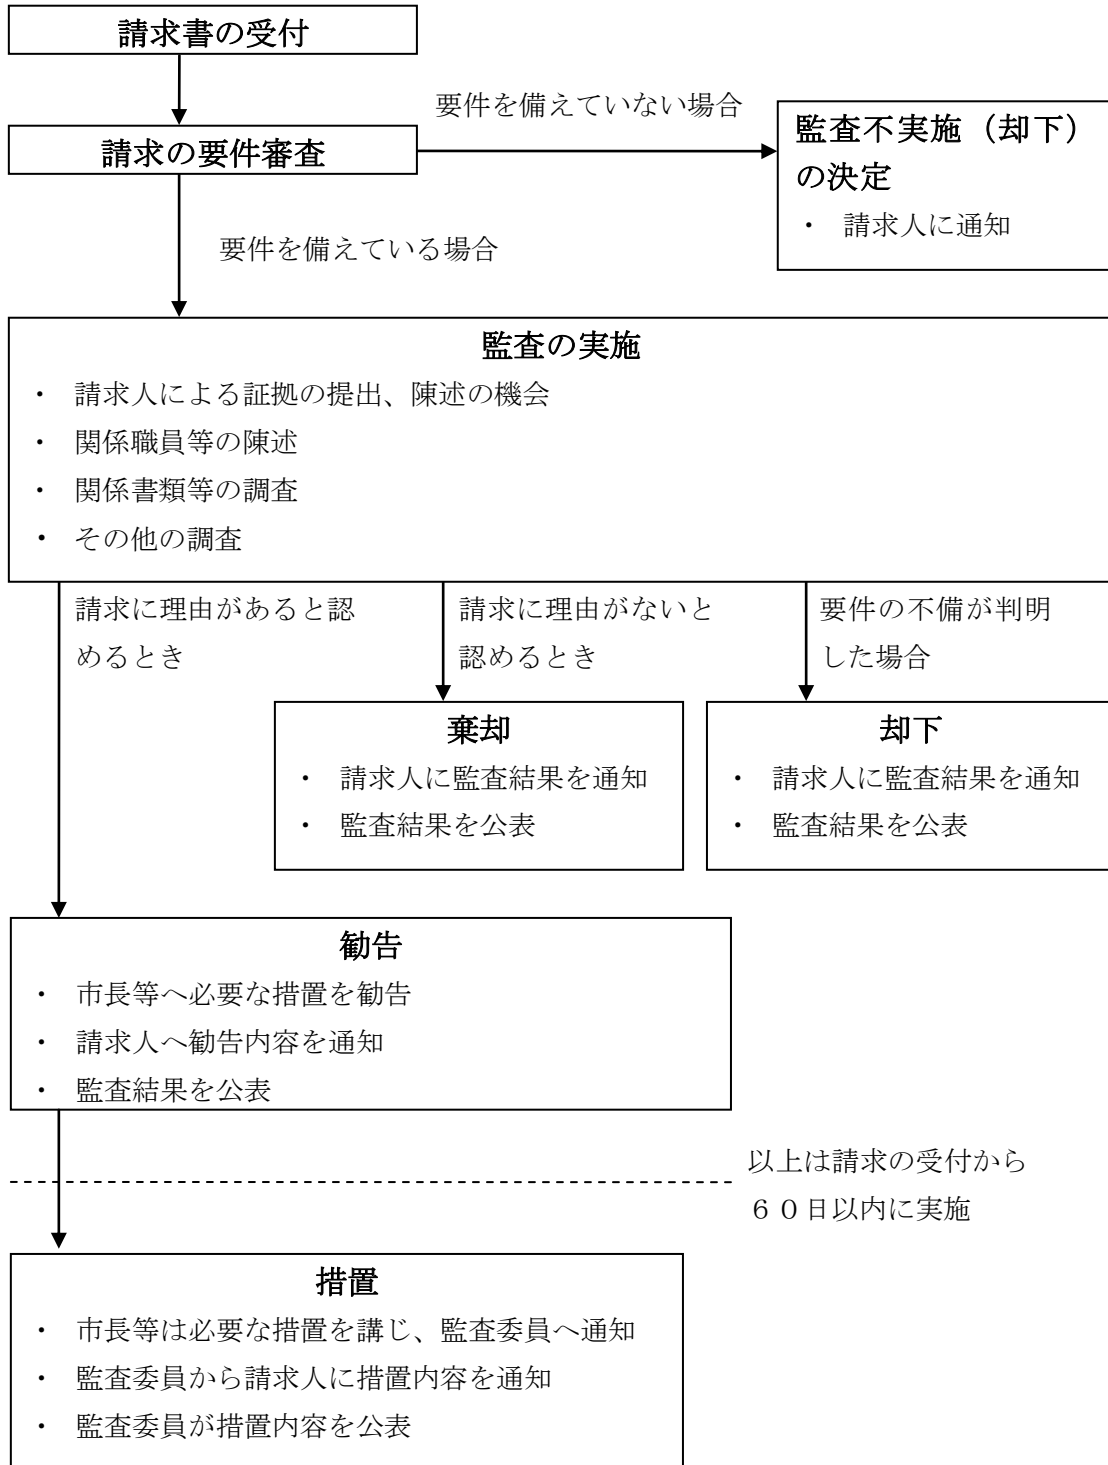 請求書の受付
要件を備えていない場合
請求の要件審査
監査不実施（却下）
の決定
・ 請求人に通知
要件を備えている場合
監査の実施
・ 請求人による証拠の提出、陳述の機会
・ 関係職員等の陳述
・ 関係書類等の調査
・ その他の調査
請求に理由があると認
めるとき
請求に理由がないと
認めるとき
要件の不備が判明
した場合
棄却
・ 請求人に監査結果を通知
・ 監査結果を公表
却下
・ 請求人に監査結果を通知
・ 監査結果を公表
勧告
・ 市長等へ必要な措置を勧告
・ 請求人へ勧告内容を通知
・ 監査結果を公表
以上は請求の受付から
６０日以内に実施
措置
・ 市長等は必要な措置を講じ、監査委員へ通知
・ 監査委員から請求人に措置内容を通知
・ 監査委員が措置内容を公表